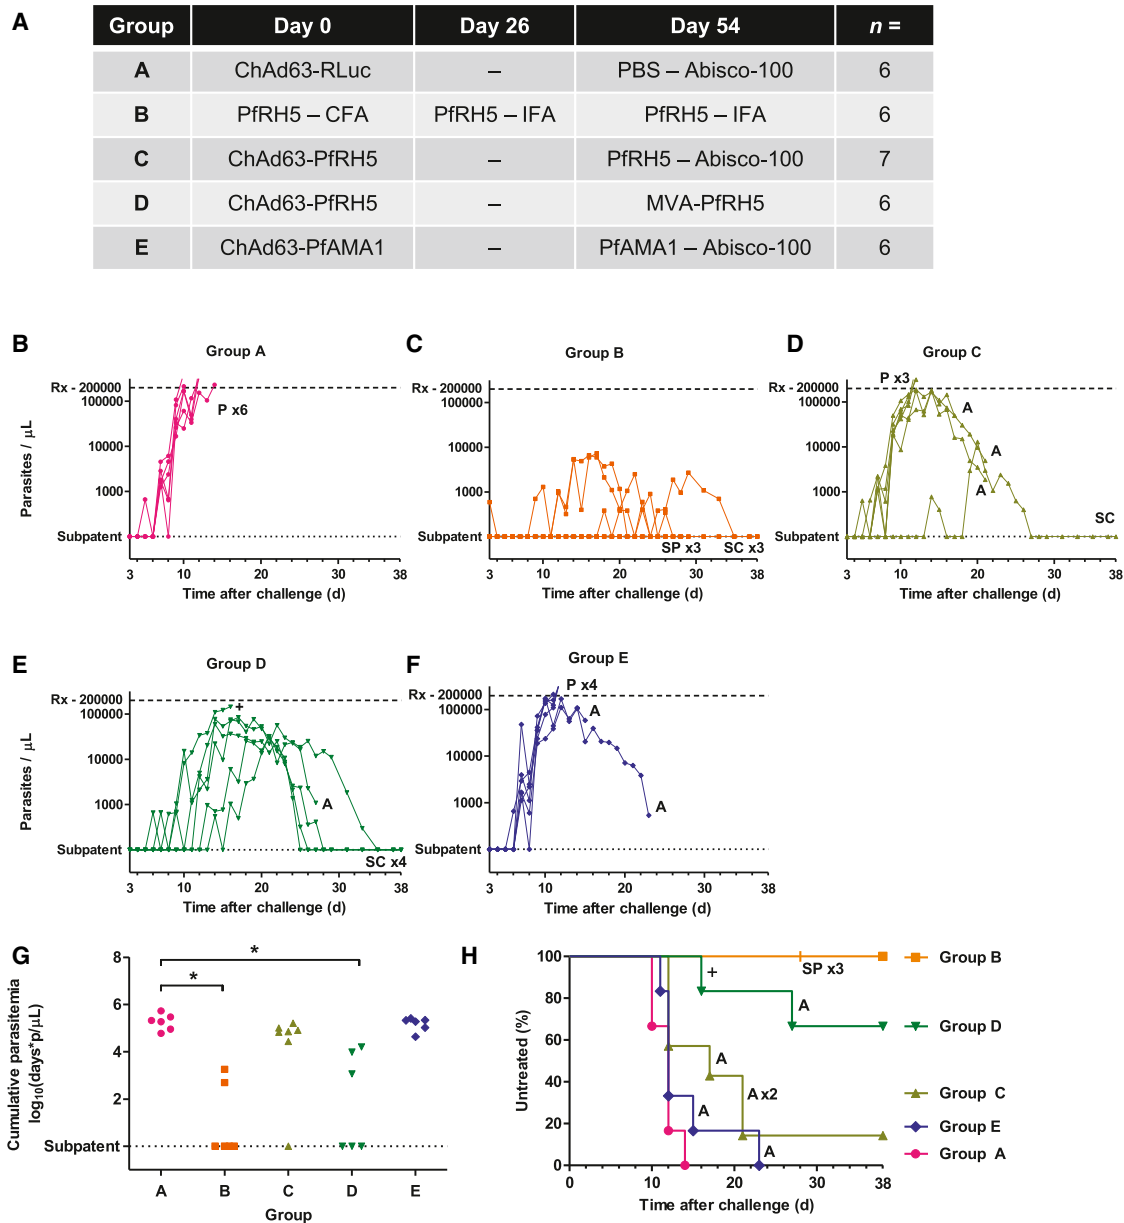 A
Group Day 0 Day 26 Day 54 n =
A ChAd63-RLuc – PBS – Abisco-100 6
B PfRH5 – CFA PfRH5 – IFA PfRH5 – IFA 6
C ChAd63-PfRH5 – PfRH5 – Abisco-100 7
D ChAd63-PfRH5 – MVA-PfRH5 6
E ChAd63-PfAMA1 – PfAMA1 – Abisco-100 6
B
Group A
Rx - 200000
100000
10000
1000
Subpatent
Parasites / μL
P x6
3 10 20 30 38
Time after challenge (d)
C
Group B
Rx - 200000
100000
10000
1000
Subpatent
SP x3 SC x3
3 10 20 30 38
Time after challenge (d)
D
Group C
Rx - 200000
100000
10000
1000
Subpatent
P x3
A
A
A
SC
3 10 20 30 38
Time after challenge (d)
E
Group D
Rx - 200000
100000
10000
1000
Subpatent
Parasites / μL
+
A
SC x4
3 10 20 30 38
Time after challenge (d)
F
Group E
Rx - 200000
100000
10000
1000
Subpatent
P x4
A
A
3 10 20 30 38
Time after challenge (d)
G
Cumulative parasitemia
log10(days*p/μL)
8
6
4
2
Subpatent
*
*
A B C D E
Group
H
Untreated (%)
100
80
60
40
20
0
SP x3
+
A
A
A x2
A
A
0 10 20 30 38
Time after challenge (d)
Group B
Group D
Group C
Group E
Group A